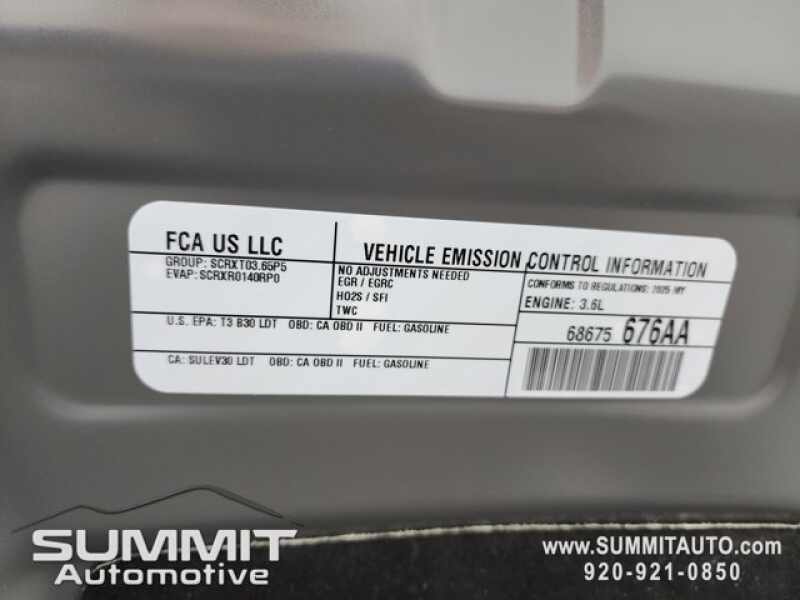 FCA US LLC
GROUP: SCRXT03.65P5
EVAP: SCRXR0140RP0
U.S. EPA: T3 B30 LDT OBD: CA OBD II FUEL: GASOLINE
CA: SULEV30 LDT OBD: CA OBD II FUEL: GASOLINE
VEHICLE EMISSION CONTROL INFORMATION
NO ADJUSTMENTS NEEDED
EGR / EGRC
HO2S / SFI
TWC
CONFORMS TO REGULATIONS: 2025 MY
ENGINE: 3.6L
68675 676AA
SUMMIT
Automotive
www.SUMMITAUTO.com
920-921-0850